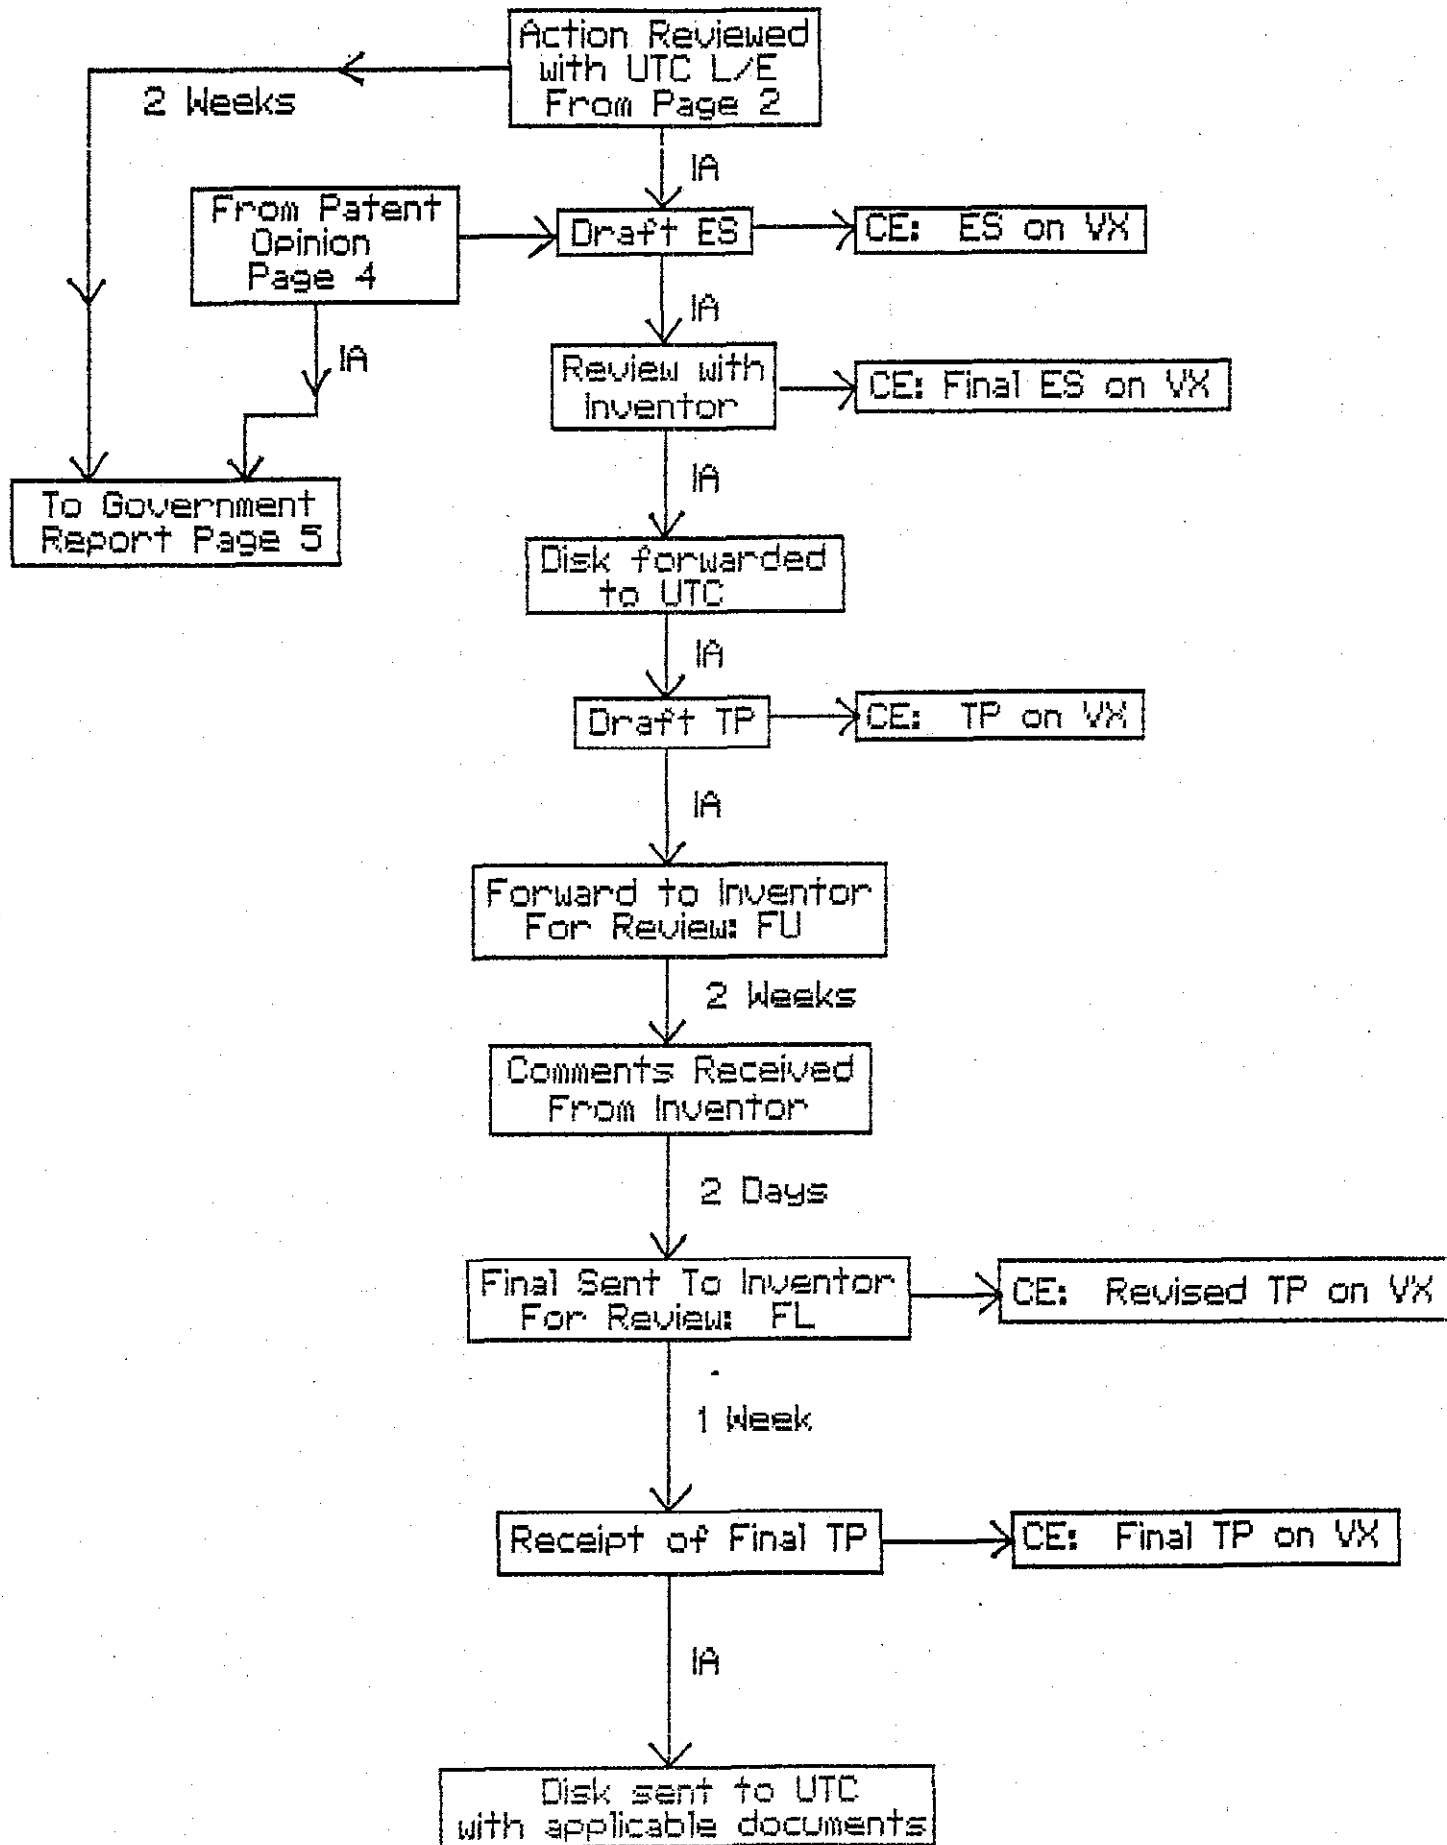 Action Reviewed
with UTC L/E
From Page 2
2 Weeks
IA
From Patent
Opinion
Page 4
Draft ES
CE: ES on VX
IA
IA
Review with
Inventor
CE: Final ES on VX
IA
To Government
Report Page 5
Disk forwarded
to UTC
IA
Draft TP
CE: TP on VX
IA
Forward to Inventor
For Review: FU
2 Weeks
Comments Received
From Inventor
2 Days
Final Sent To Inventor
For Review: FL
CE: Revised TP on VX
1 Week
Receipt of Final TP
CE: Final TP on VX
IA
Disk sent to UTC
with applicable documents